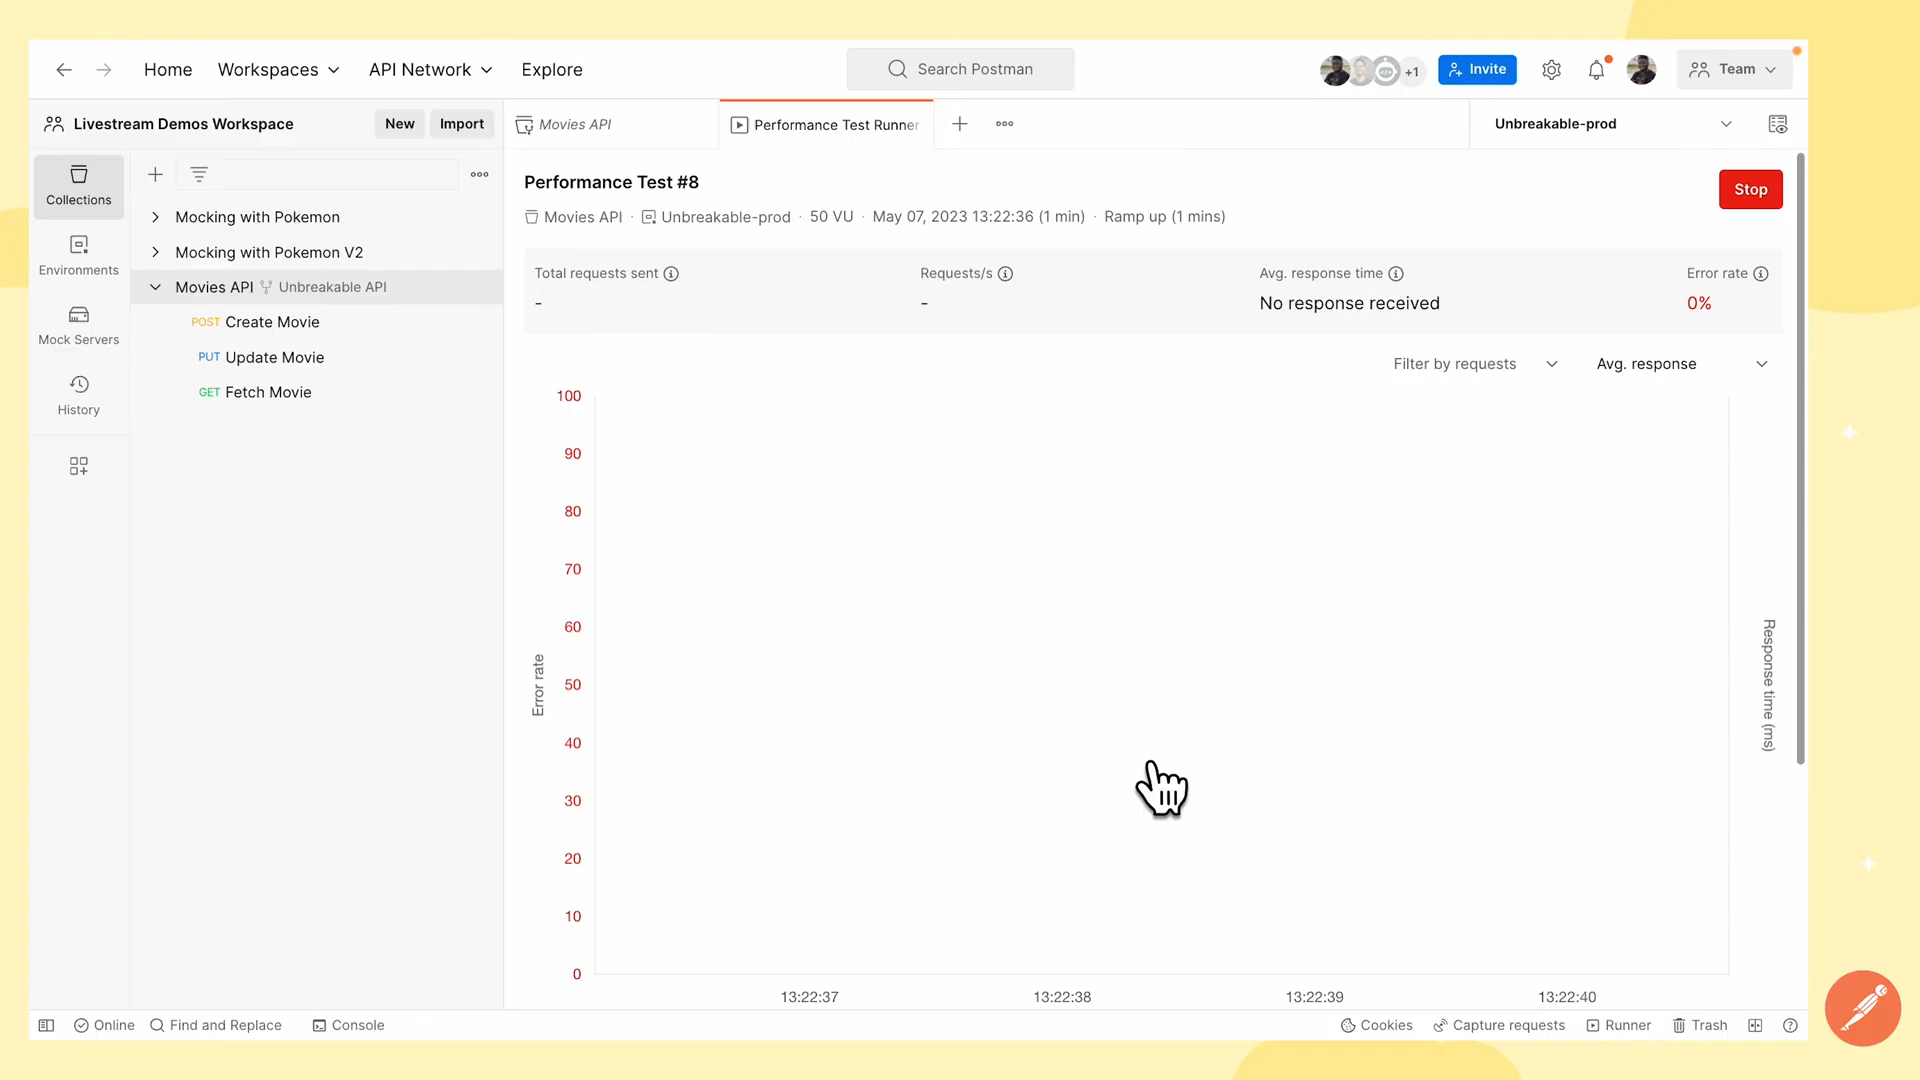 Home Workspaces API Network Explore Search Postman +1 Invite Team
Livestream Demos Workspace New Import Movies API Performance Test Runner Unbreakable-prod
Collections
Environments
Mock Servers
History
Mocking with Pokemon
Mocking with Pokemon V2
Movies API Unbreakable API
POST Create Movie
PUT Update Movie
GET Fetch Movie
Performance Test #8
Stop
Movies API · Unbreakable-prod · 50 VU · May 07, 2023 13:22:36 (1 min) · Ramp up (1 mins)
Total requests sent Requests/s Avg. response time Error rate
- - No response received 0%
Filter by requests Avg. response
100
90
80
70
60
50
40
30
20
10
0
Error rate
Response time (ms)
13:22:37 13:22:38 13:22:39 13:22:40
Online Find and Replace Console Cookies Capture requests Runner Trash